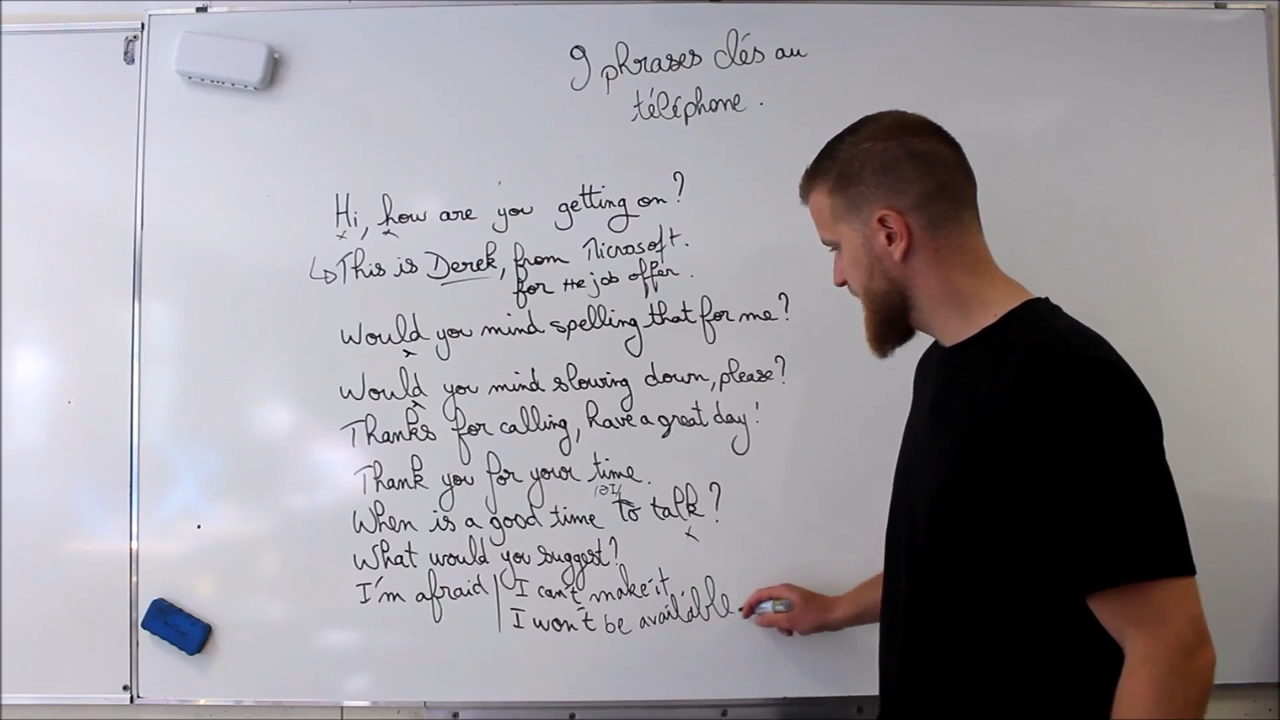 9 phrases clés au
téléphone.
Hi, how are you getting on?
↳ This is Derek, from Microsoft.
for the job offer.
Would you mind spelling that for me?
Would you mind slowing down, please?
Thanks for calling, have a great day!
Thank you for your time.
When is a good time to talk?
What would you suggest?
I'm afraid | I can't make it
I won't be available